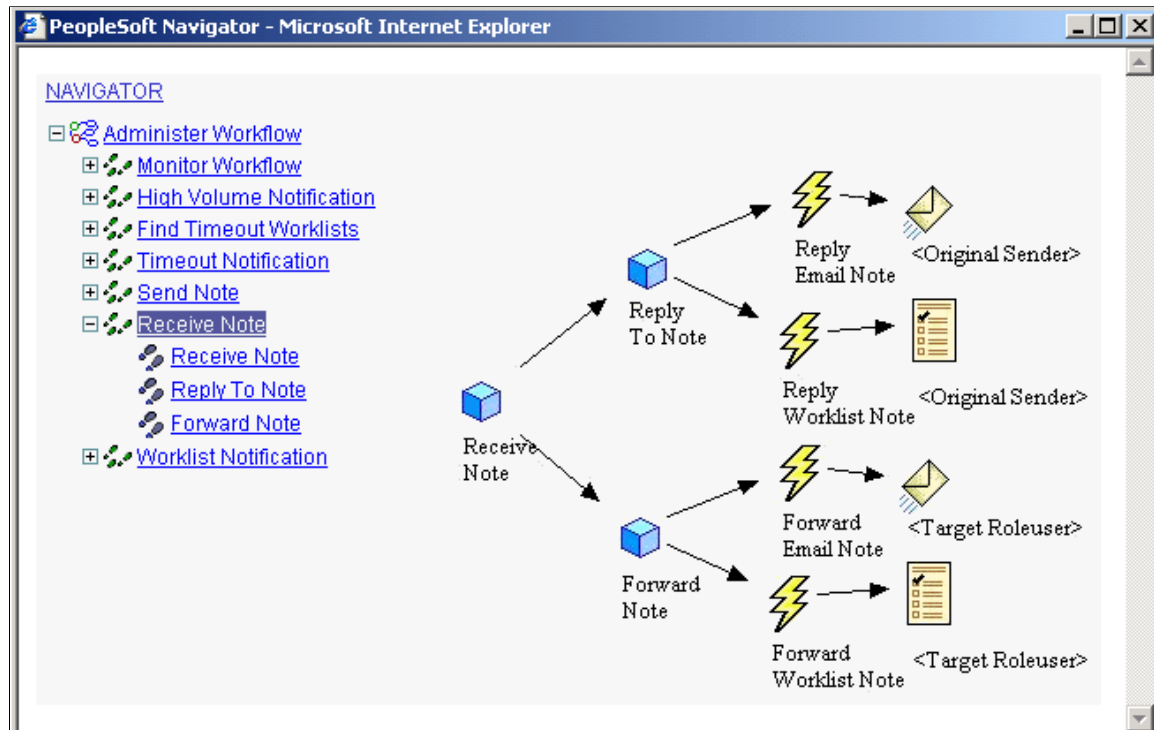 PeopleSoft Navigator - Microsoft Internet Explorer
NAVIGATOR
Administer Workflow
Monitor Workflow
High Volume Notification
Find Timeout Worklists
Timeout Notification
Send Note
Receive Note
Receive Note
Reply To Note
Forward Note
Worklist Notification
Receive
Note
Reply
To Note
Reply
Email Note
<Original Sender>
Reply
Worklist Note
<Original Sender>
Forward
Note
Forward
Email Note
<Target Roleuser>
Forward
Worklist Note
<Target Roleuser>